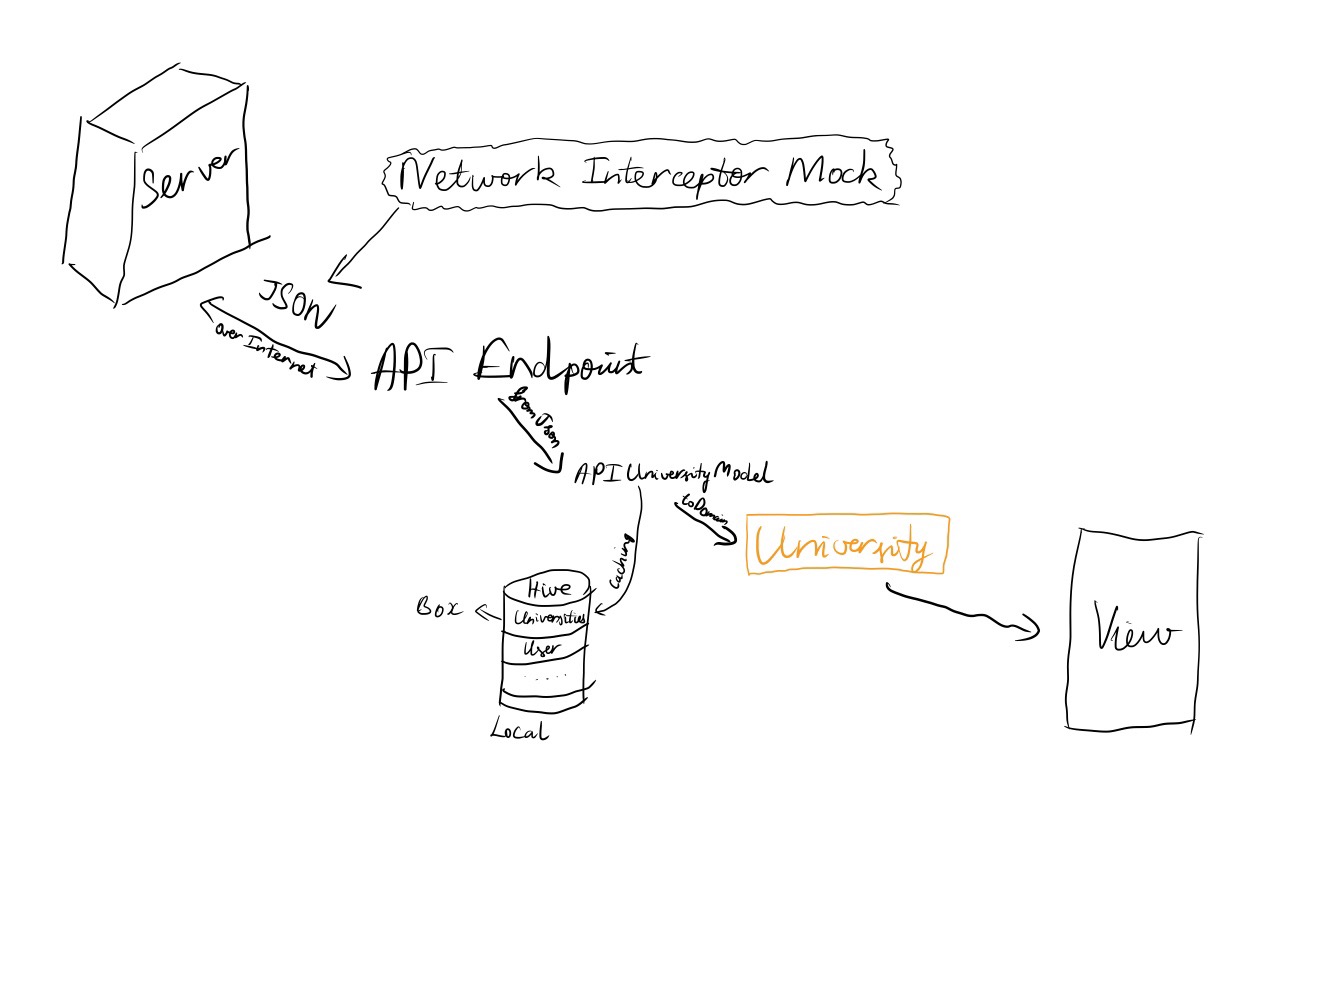 Server
Network Interceptor Mock
JSON
over Internet
API Endpoint
fromJson
API University Model
toDomain
University
caching
Hive
Box
Universities
User
.....
Local
View